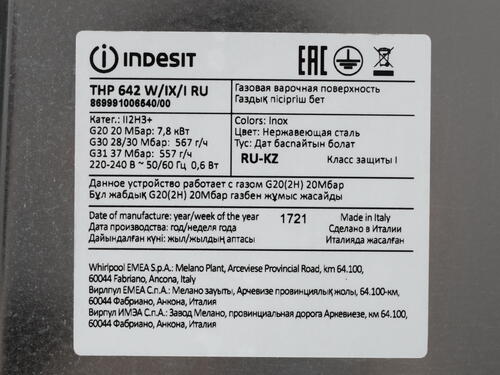 indesit
EAC
THP 642 W/IX/I RU
869991006640/00
Газовая варочная поверхность
Газдық пісіргіш бет
Катег.: II2H3+
G20 20 Мбар: 7,8 кВт
G30 28/30 Мбар: 567 г/ч
G31 37 Мбар: 557 г/ч
220-240 В ~ 50/60 Гц 0,6 Вт
Colors: Inox
Цвет: Нержавеющая сталь
Түс: Дат баспайтын болат
RU-KZ Класс защиты I
Данное устройство работает с газом G20(2H) 20Мбар
Бұл жабдық G20(2H) 20Мбар газбен жұмыс жасайды
Date of manufacture: year/week of the year
Дата производства: год/неделя года
Дайындалған күні: жыл/жылдың аптасы
1721
Made in Italy
Сделано в Италии
Италияда жасалған
Whirlpool EMEA S.p.A.: Melano Plant, Arceviese Provincial Road, km 64.100,
60044 Fabriano, Ancona, Italy
Вирлпул EMEA S.p.A.: Мелано зауыты, Арчевизе провинциялық жолы, 64.100-км,
60044 Фабриано, Анкона, Италия
Вирпул ИМЭА С.п.А.: Завод Мелано, провинциальная дорога Аркевиезе, км 64.100,
60044 Фабриано, Анкона, Италия